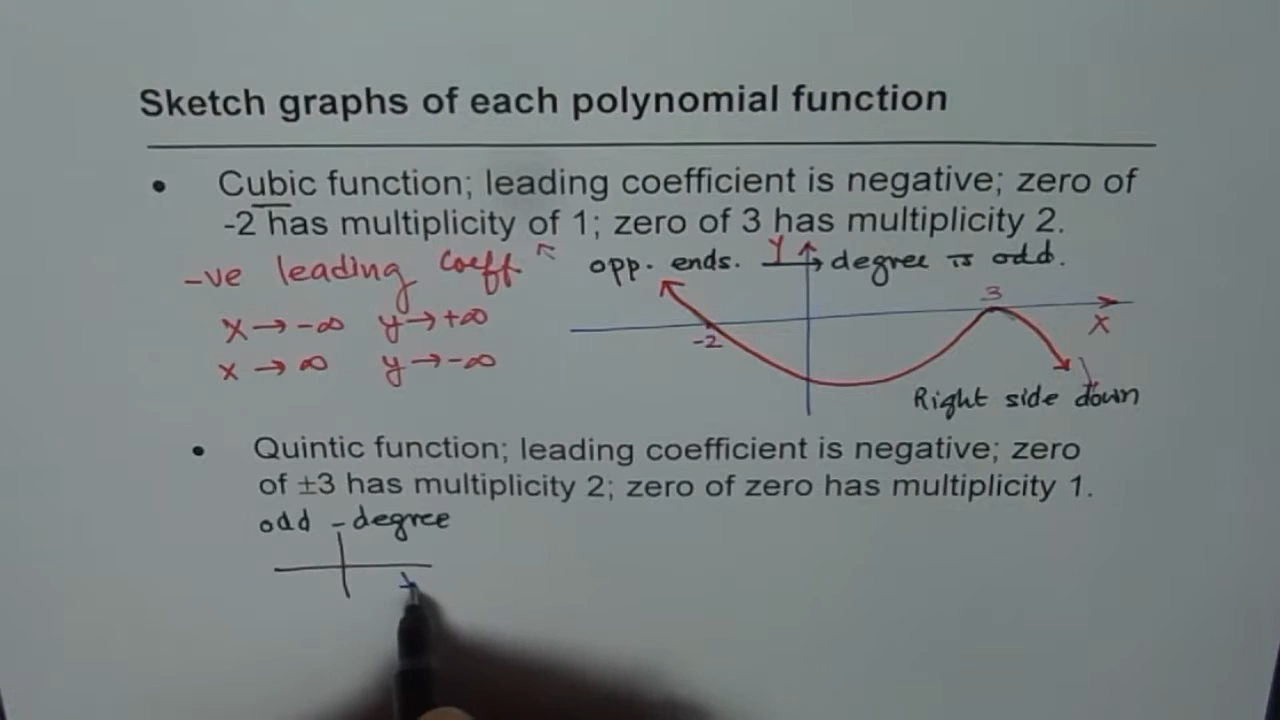 Sketch graphs of each polynomial function
• Cubic function; leading coefficient is negative; zero of
-2 has multiplicity of 1; zero of 3 has multiplicity 2.
-ve leading coeff
opp. ends. → degree is odd.
Y
x → -∞ y → +∞
x → ∞ y → -∞
3
-2
X
Right side down
• Quintic function; leading coefficient is negative; zero
of ±3 has multiplicity 2; zero of zero has multiplicity 1.
odd - degree